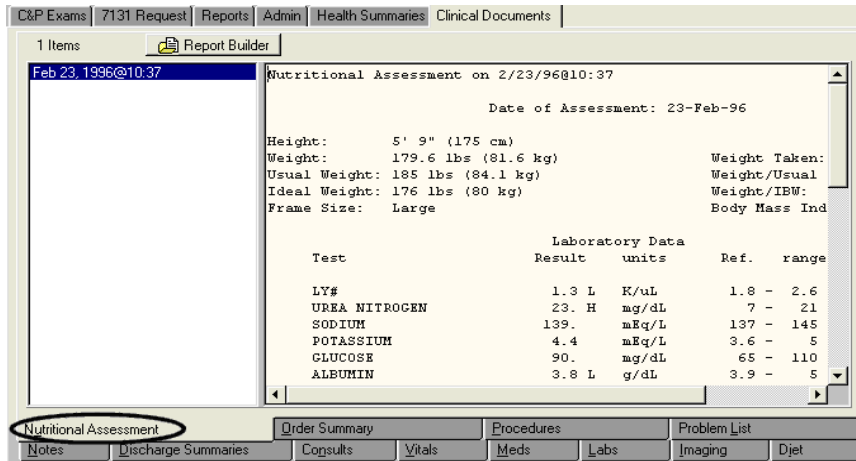 C&P Exams 7131 Request Reports Admin Health Summaries Clinical Documents
1 Items Report Builder
Feb 23, 1996@10:37
Nutritional Assessment on 2/23/96@10:37
Date of Assessment: 23-Feb-96
Height: 5' 9" (175 cm)
Weight: 179.6 lbs (81.6 kg) Weight Taken:
Usual Weight: 185 lbs (84.1 kg) Weight/Usual
Ideal Weight: 176 lbs (80 kg) Weight/IBW:
Frame Size: Large Body Mass Ind
Laboratory Data
Test Result units Ref. range
LY# 1.3 L K/uL 1.8 - 2.6
UREA NITROGEN 23. H mg/dL 7 - 21
SODIUM 139. mEq/L 137 - 145
POTASSIUM 4.4 mEq/L 3.6 - 5
GLUCOSE 90. mg/dL 65 - 110
ALBUMIN 3.8 L g/dL 3.9 - 5
Nutritional Assessment Order Summary Procedures Problem List
Notes Discharge Summaries Consults Vitals Meds Labs Imaging Djet